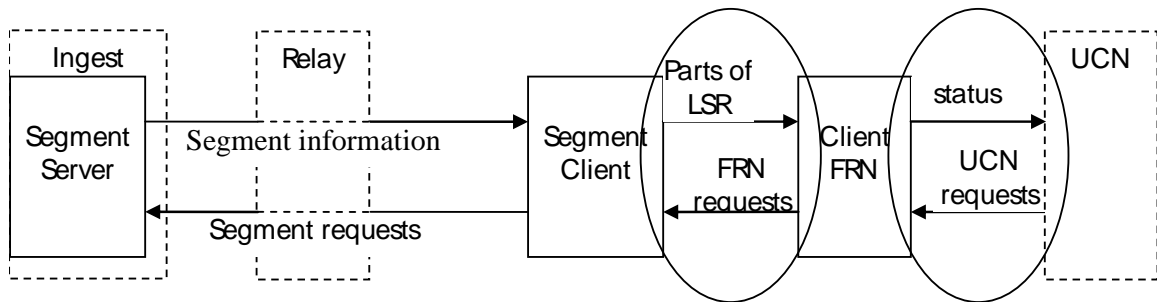 Ingest
Relay
UCN
Parts of
LSR
status
Segment
Server
Segment information
Segment
Client
Client
FRN
FRN
requests
UCN
requests
Segment requests